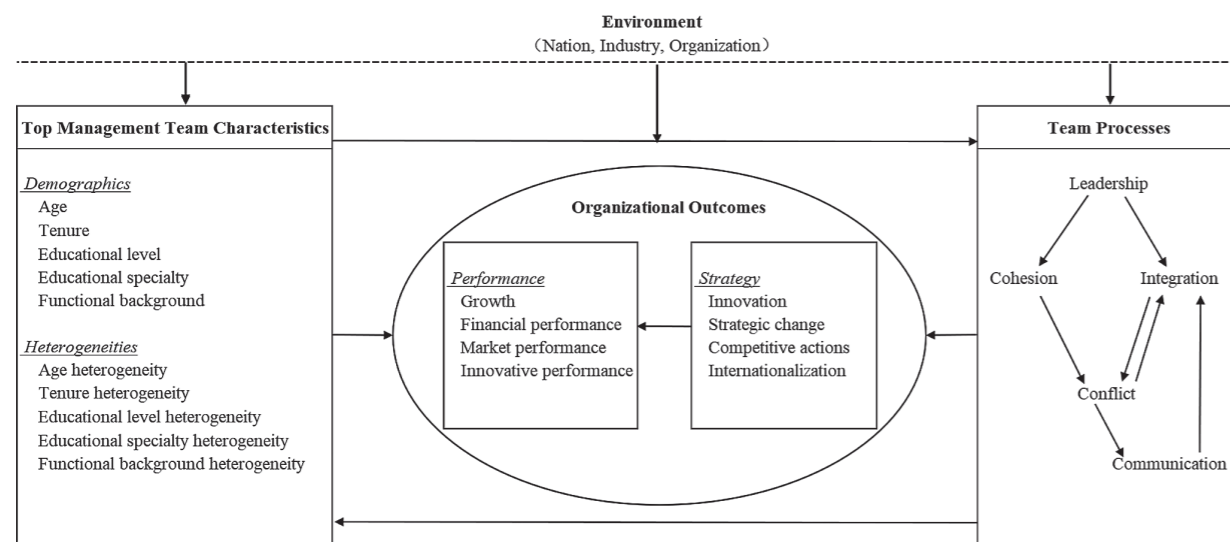 Environment
（Nation, Industry, Organization）
Top Management Team Characteristics
Demographics
Age
Tenure
Educational level
Educational specialty
Functional background
Heterogeneities
Age heterogeneity
Tenure heterogeneity
Educational level heterogeneity
Educational specialty heterogeneity
Functional background heterogeneity
Organizational Outcomes
Performance
Growth
Financial performance
Market performance
Innovative performance
Strategy
Innovation
Strategic change
Competitive actions
Internationalization
Team Processes
Leadership
Cohesion
Integration
Conflict
Communication